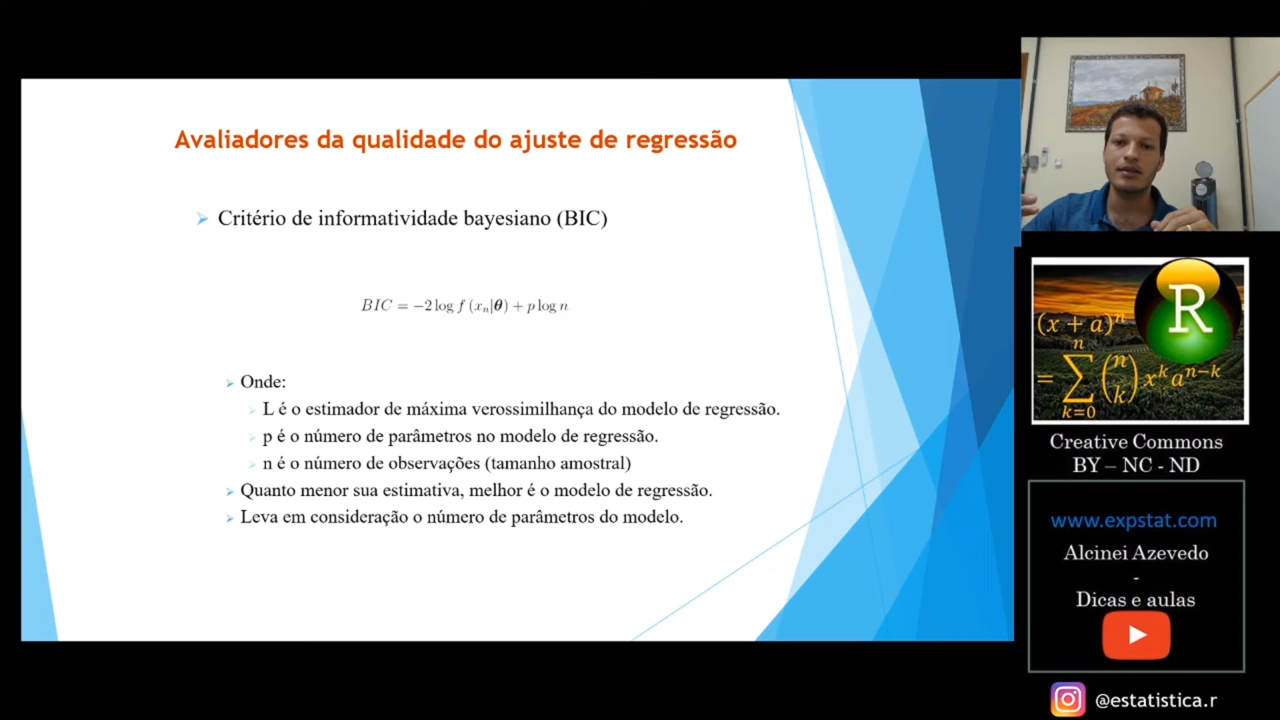 Avaliadores da qualidade do ajuste de regressão
Critério de informatividade bayesiano (BIC)
BIC = −2 log f (xₙ|θ) + p log n
Onde:
L é o estimador de máxima verossimilhança do modelo de regressão.
p é o número de parâmetros no modelo de regressão.
n é o número de observações (tamanho amostral)
Quanto menor sua estimativa, melhor é o modelo de regressão.
Leva em consideração o número de parâmetros do modelo.
R
(x + a)ⁿ
= ∑ₖ₌₀ⁿ (n k) xᵏaⁿ⁻ᵏ
Creative Commons
BY – NC - ND
www.expstat.com
Alcinei Azevedo
-
Dicas e aulas
@estatistica.r